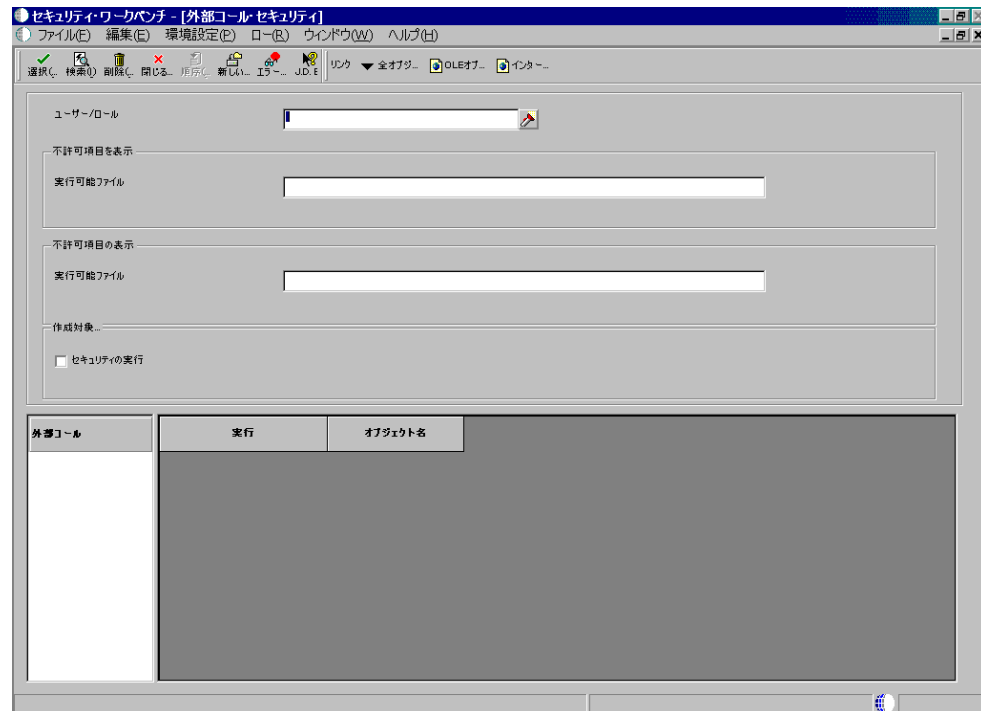 セキュリティ・ワークベンチ - [外部コール・セキュリティ]
ファイル(F) 編集(E) 環境設定(P) ロー(R) ウィンドウ(W) ヘルプ(H)
選択(... 検索(I) 削除(... 閉じる... 順序(... 新しい... エラー... J.D.E リンク 全オブジ... OLEオブ... インター...
ユーザー/ロール
不許可項目を表示
実行可能ファイル
不許可項目の表示
実行可能ファイル
作成対象...
セキュリティの実行
外部コール 実行 オブジェクト名